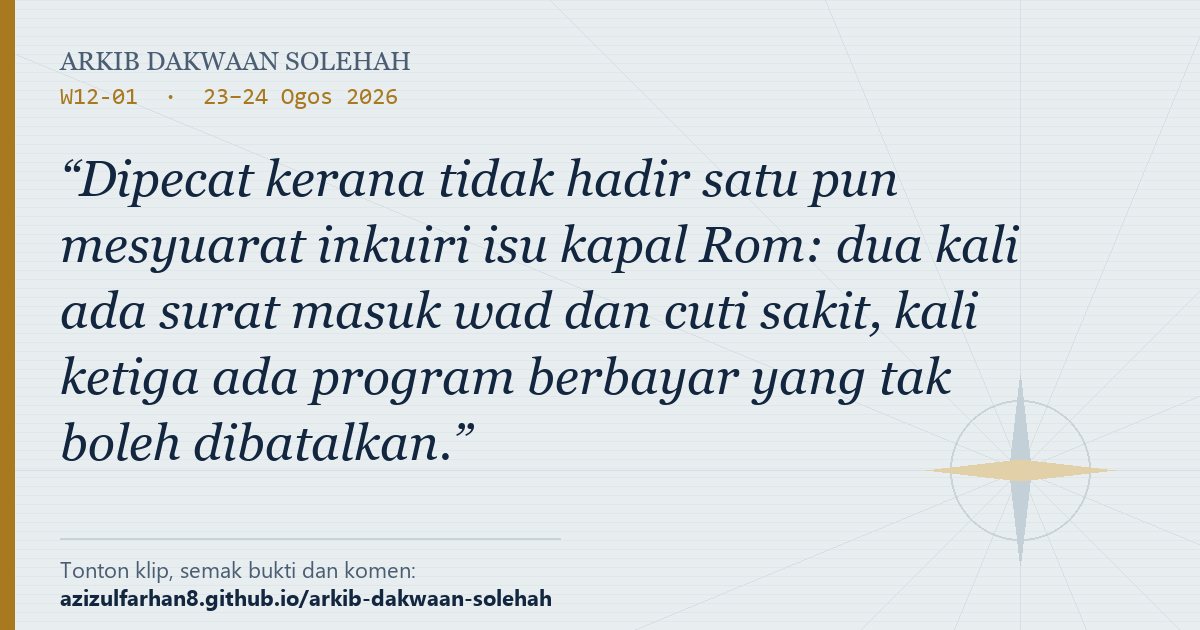 ARKIB DAKWAAN SOLEHAH
W12-01 · 23–24 Ogos 2026
“Dipecat kerana tidak hadir satu pun
mesyuarat inkuiri isu kapal Rom: dua kali
ada surat masuk wad dan cuti sakit, kali
ketiga ada program berbayar yang tak
boleh dibatalkan.”
Tonton klip, semak bukti dan komen:
azizulfarhan8.github.io/arkib-dakwaan-solehah